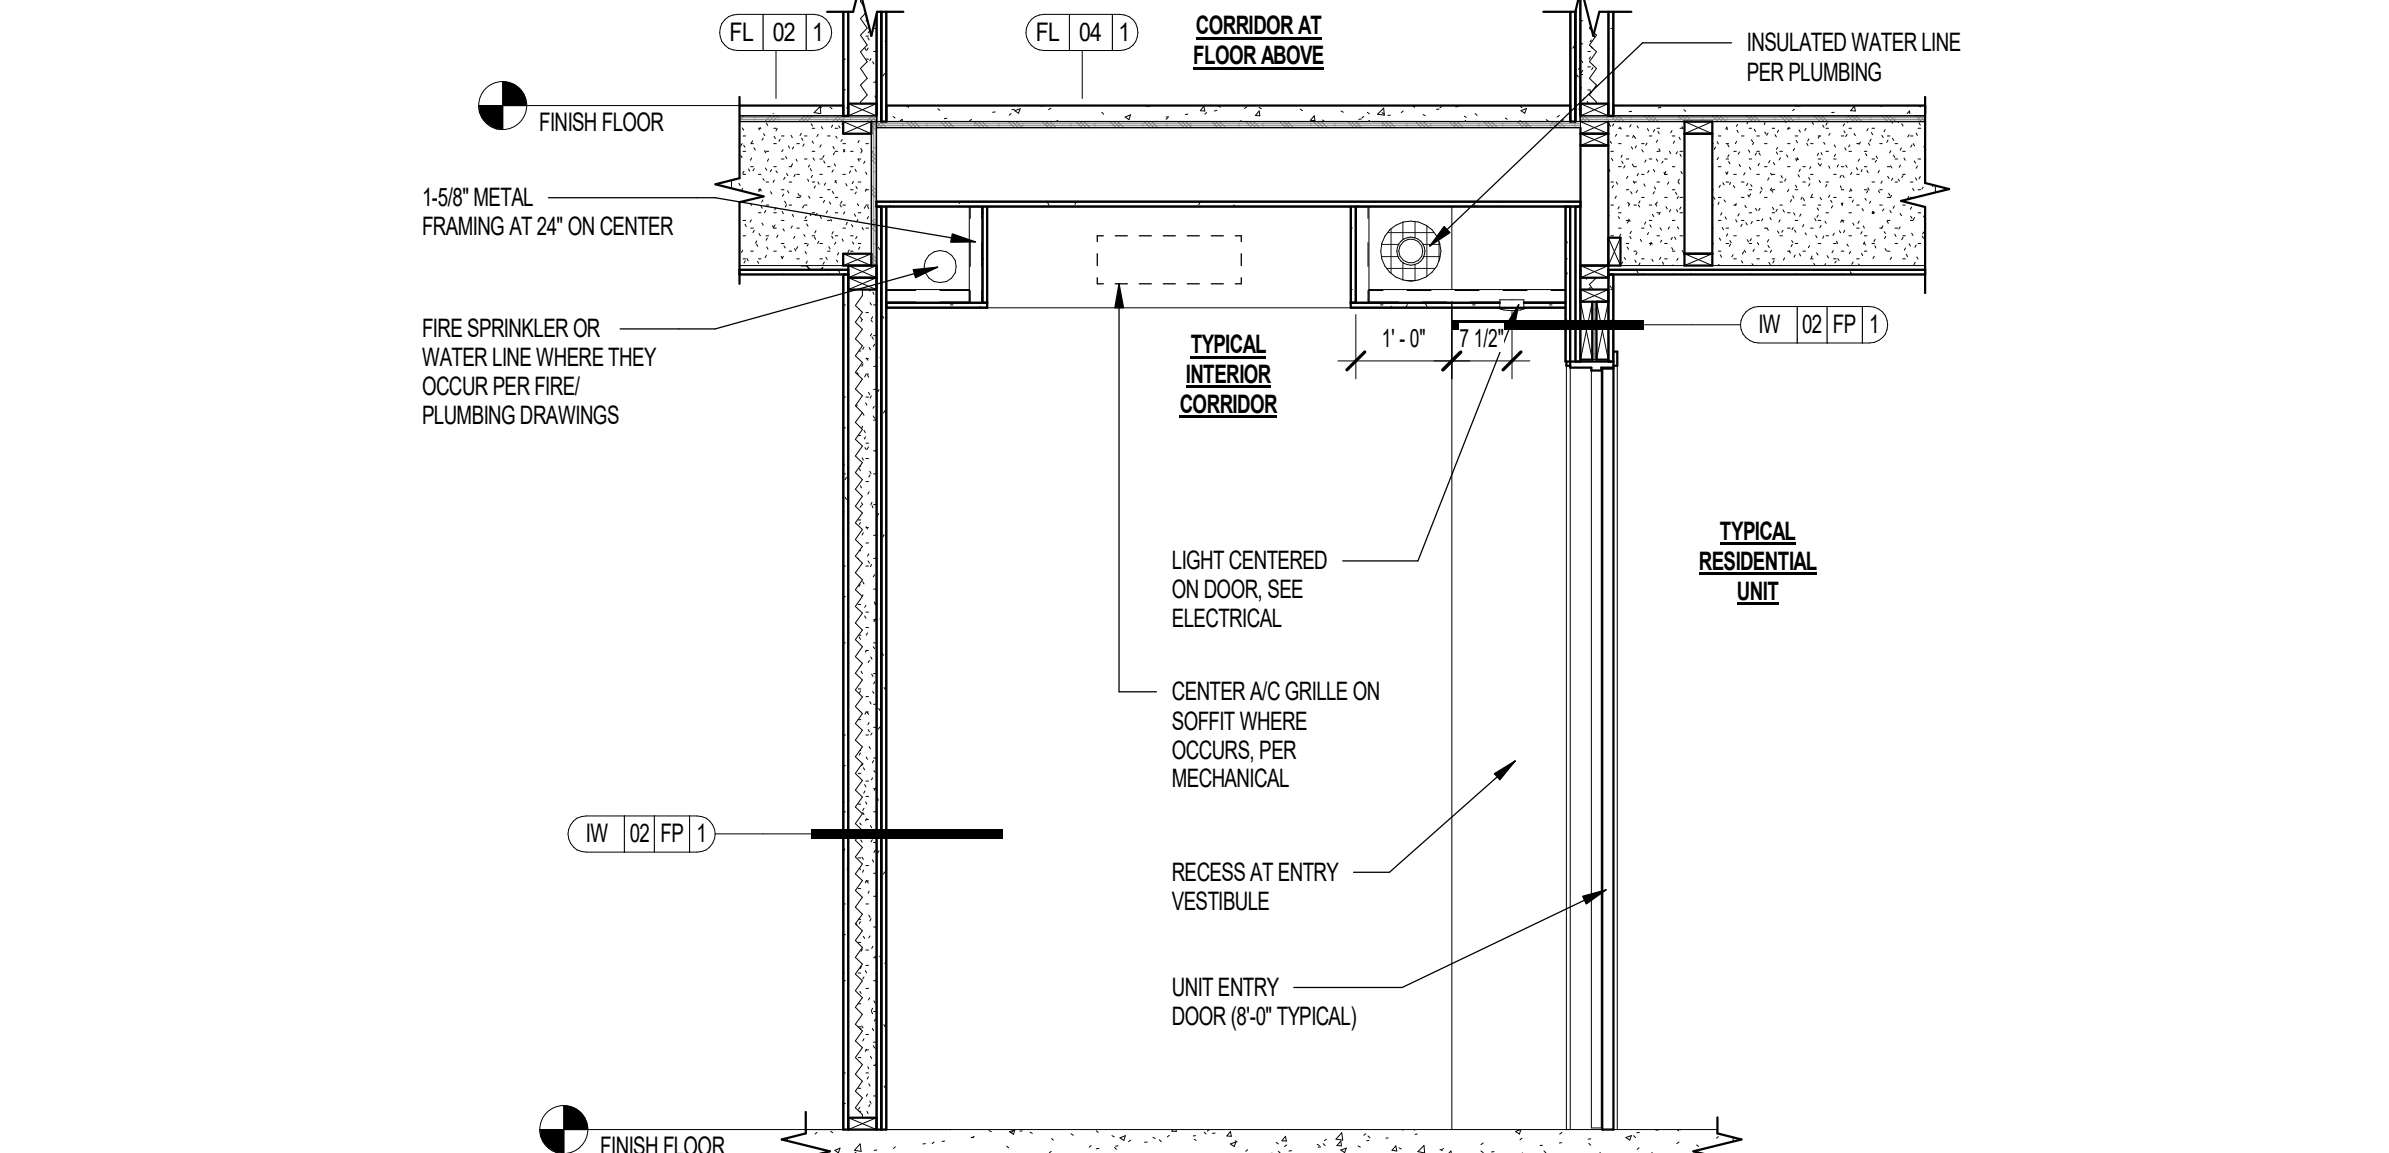 FL 02 1
FL 04 1
CORRIDOR AT
FLOOR ABOVE
INSULATED WATER LINE
PER PLUMBING
FINISH FLOOR
1-5/8" METAL
FRAMING AT 24" ON CENTER
FIRE SPRINKLER OR
WATER LINE WHERE THEY
OCCUR PER FIRE/
PLUMBING DRAWINGS
TYPICAL
INTERIOR
CORRIDOR
1' - 0"
7 1/2"
IW 02 FP 1
LIGHT CENTERED
ON DOOR, SEE
ELECTRICAL
TYPICAL
RESIDENTIAL
UNIT
CENTER A/C GRILLE ON
SOFFIT WHERE
OCCURS, PER
MECHANICAL
IW 02 FP 1
RECESS AT ENTRY
VESTIBULE
UNIT ENTRY
DOOR (8'-0" TYPICAL)
FINISH FLOOR